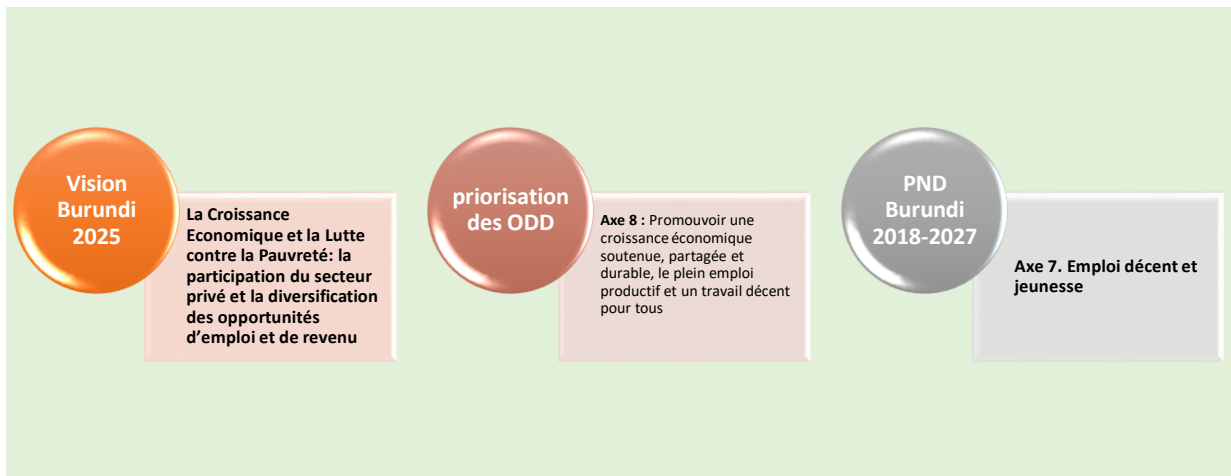 Vision
Burundi
2025
La Croissance
Economique et la Lutte
contre la Pauvreté: la
participation du secteur
privé et la diversification
des opportunités
d’emploi et de revenu
priorisation
des ODD
Axe 8 : Promouvoir une
croissance économique
soutenue, partagée et
durable, le plein emploi
productif et un travail décent
pour tous
PND
Burundi
2018-2027
Axe 7. Emploi décent et
jeunesse